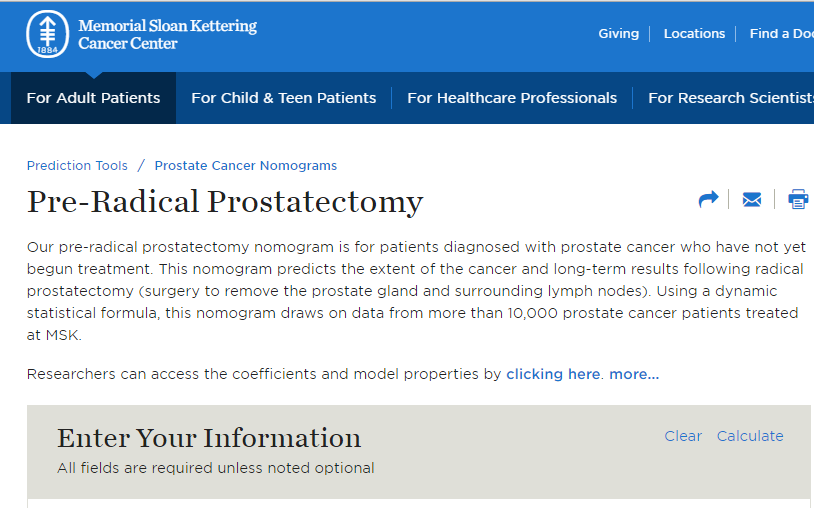 Memorial Sloan Kettering
Cancer Center
1884
Giving
Locations
Find a Doc
For Adult Patients
For Child & Teen Patients
For Healthcare Professionals
For Research Scientists
Prediction Tools / Prostate Cancer Nomograms
Pre-Radical Prostatectomy
Our pre-radical prostatectomy nomogram is for patients diagnosed with prostate cancer who have not yet
begun treatment. This nomogram predicts the extent of the cancer and long-term results following radical
prostatectomy (surgery to remove the prostate gland and surrounding lymph nodes). Using a dynamic
statistical formula, this nomogram draws on data from more than 10,000 prostate cancer patients treated
at MSK.
Researchers can access the coefficients and model properties by clicking here. more...
Enter Your Information
Clear Calculate
All fields are required unless noted optional